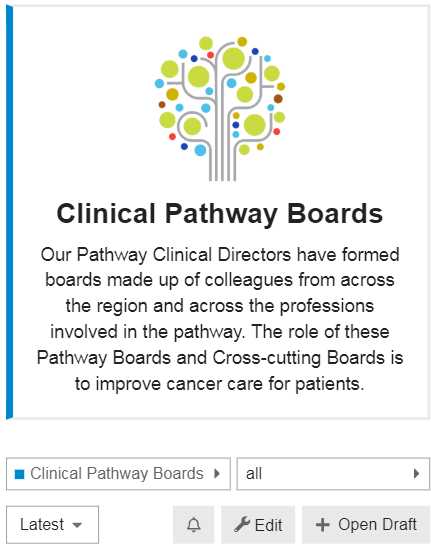 Clinical Pathway Boards
Our Pathway Clinical Directors have formed
boards made up of colleagues from across
the region and across the professions
involved in the pathway. The role of these
Pathway Boards and Cross-cutting Boards is
to improve cancer care for patients.
Clinical Pathway Boards
all
Latest
Edit
Open Draft